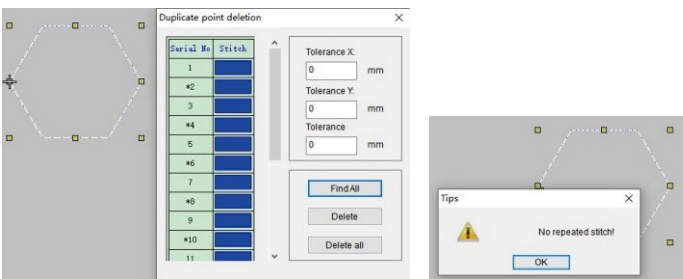 Duplicate point deletion
Serial No Stitch
1
*2
3
*4
5
*6
7
*8
9
*10
11
Tolerance X:
0 mm
Tolerance Y:
0 mm
Tolerance
0 mm
Find All
Delete
Delete all
Tips
No repeated stitch!
OK